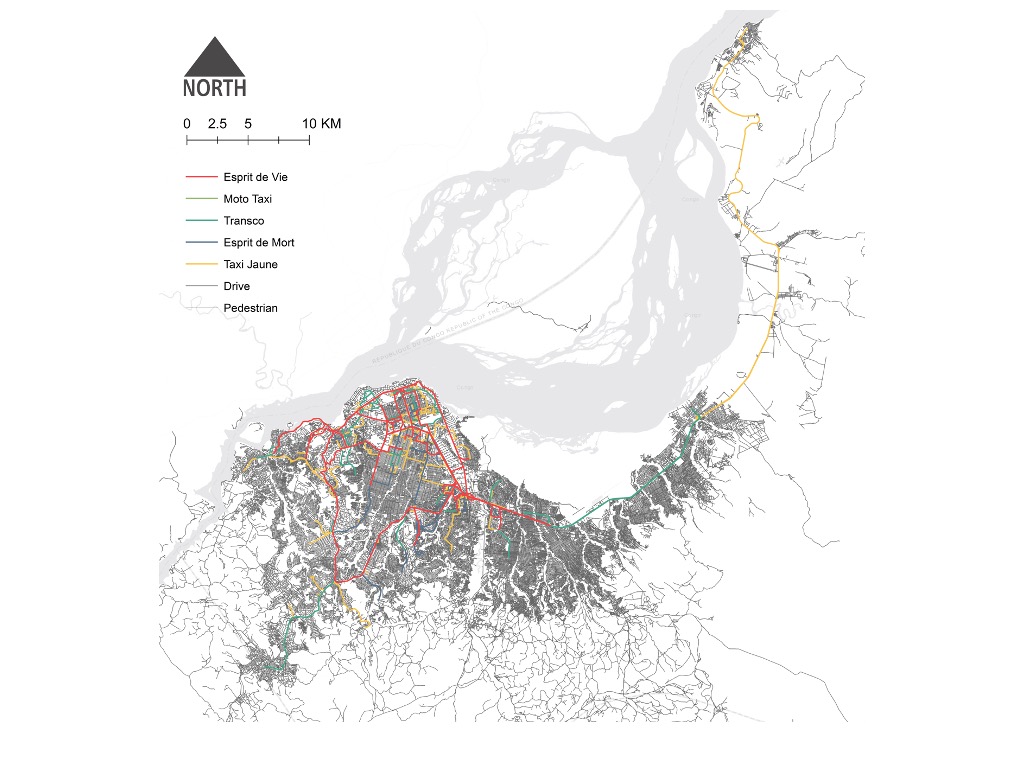 NORTH
0 2.5 5 10 KM
Esprit de Vie
Moto Taxi
Transco
Esprit de Mort
Taxi Jaune
Drive
Pedestrian